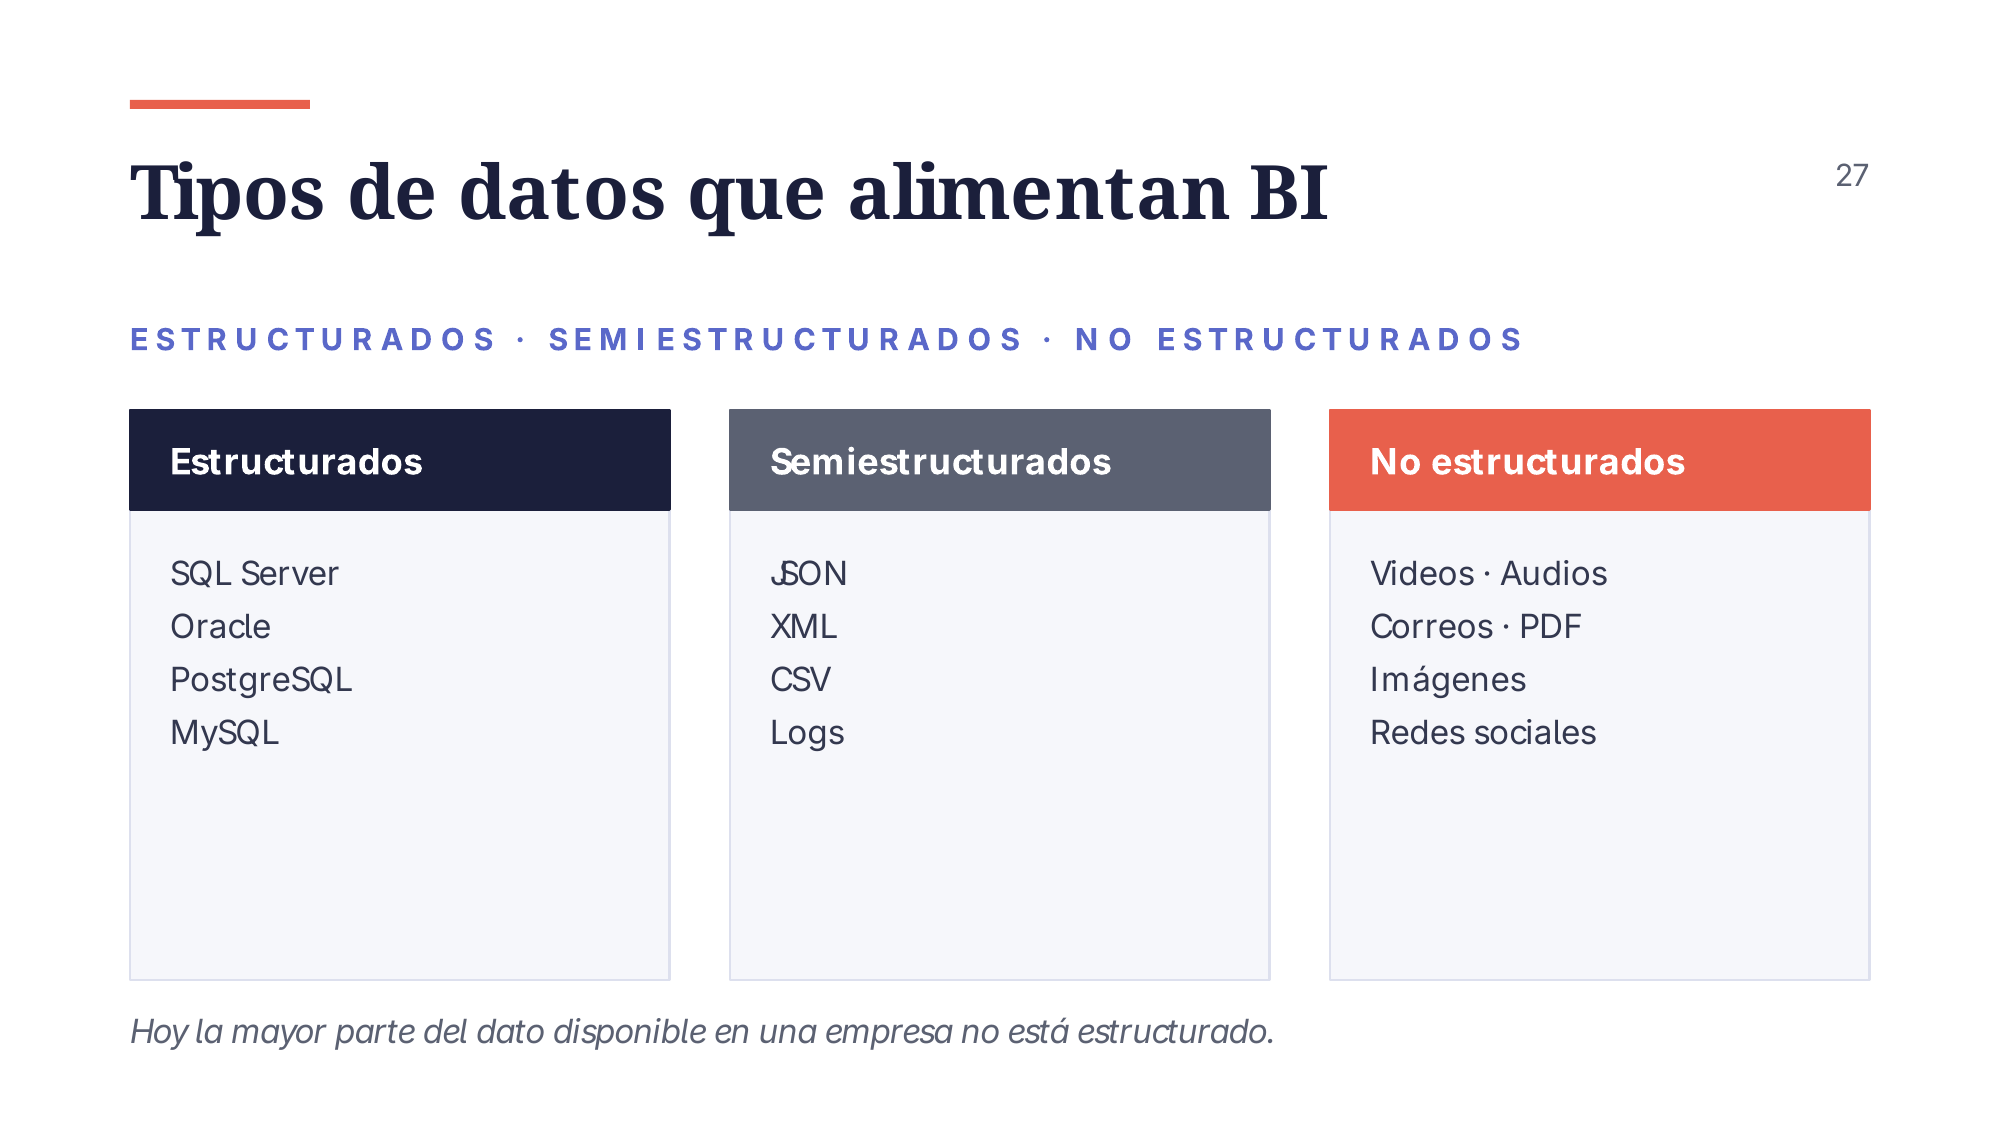 Tipos de datos que alimentan BI
27
ESTRUCTURADOS · SEMIESTRUCTURADOS · NO ESTRUCTURADOS
Estructurados
SQL Server
Oracle
PostgreSQL
MySQL
Semiestructurados
JSON
XML
CSV
Logs
No estructurados
Videos · Audios
Correos · PDF
Imágenes
Redes sociales
Hoy la mayor parte del dato disponible en una empresa no está estructurado.